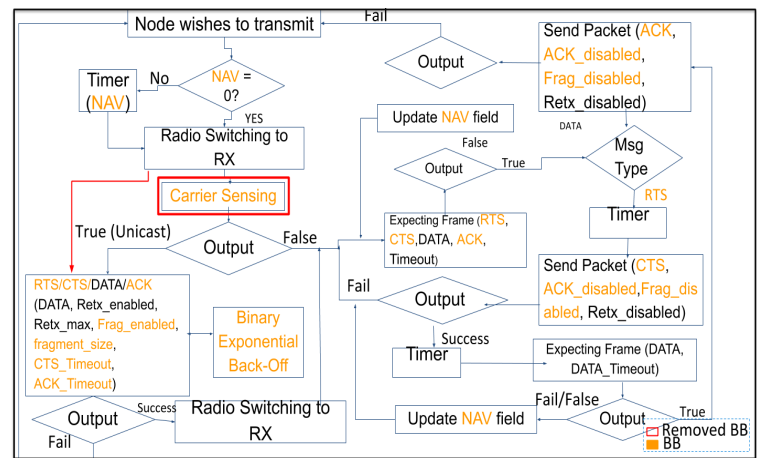 Node wishes to transmit
Fail
NAV =
0?
No
Timer
(NAV)
YES
Radio Switching to
RX
Carrier Sensing
True (Unicast)
Output
False
RTS/CTS/DATA/ACK
(DATA, Retx_enabled,
Retx_max, Frag_enabled,
fragment_size,
CTS_Timeout,
ACK_Timeout)
Binary
Exponential
Back-Off
Output
Success
Radio Switching to
RX
Fail
Output
Send Packet (ACK,
ACK_disabled,
Frag_disabled,
Retx_disabled)
DATA
Update NAV field
False
Output
True
Msg
Type
RTS
Timer
Expecting Frame (RTS,
CTS,DATA, ACK,
Timeout)
Fail
Output
Send Packet (CTS,
ACK_disabled,Frag_dis
abled, Retx_disabled)
Success
Timer
Expecting Frame (DATA,
DATA_Timeout)
Fail/False
Update NAV field
Output
True
Removed BB
BB